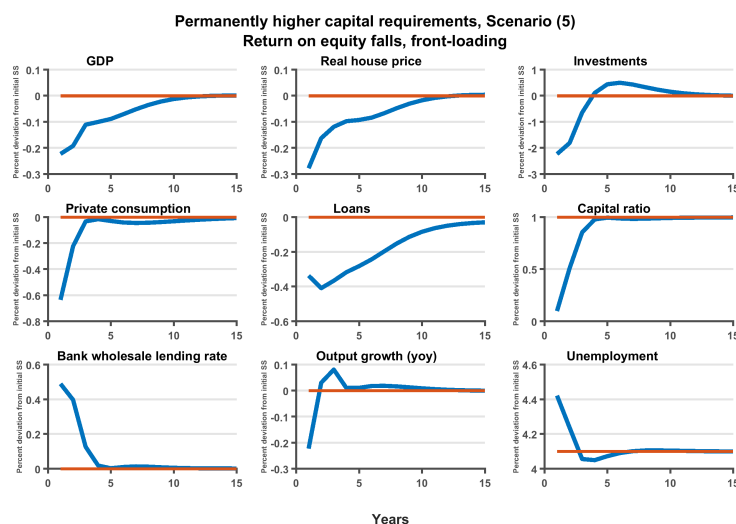 Permanently higher capital requirements, Scenario (5)
Return on equity falls, front-loading
GDP
Real house price
Investments
Percent deviation from initial SS
0.1
0
-0.1
-0.2
-0.3
0 5 10 15
Percent deviation from initial SS
0.1
0
-0.1
-0.2
-0.3
0 5 10 15
Percent deviation from initial SS
1
0
-1
-2
-3
0 5 10 15
Private consumption
Loans
Capital ratio
Percent deviation from initial SS
0
-0.2
-0.4
-0.6
-0.8
0 5 10 15
Percent deviation from initial SS
0
-0.2
-0.4
-0.6
0 5 10 15
Percent deviation from initial SS
1
0.5
0
0 5 10 15
Bank wholesale lending rate
Output growth (yoy)
Unemployment
Percent deviation from initial SS
0.6
0.4
0.2
0
0 5 10 15
Percent deviation from initial SS
0.1
0
-0.1
-0.2
-0.3
0 5 10 15
Percent deviation from initial SS
4.6
4.4
4.2
4
0 5 10 15
Years